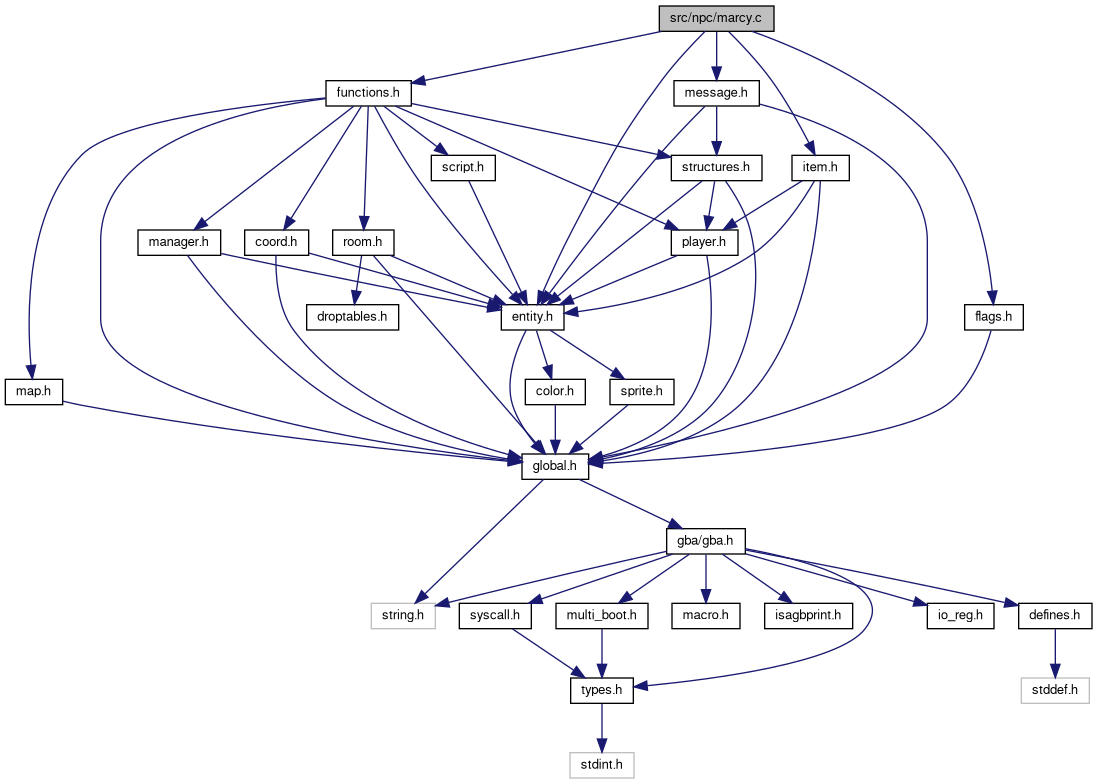 src/npc/marcy.c
functions.h
message.h
script.h
structures.h
item.h
manager.h
coord.h
room.h
player.h
droptables.h
entity.h
flags.h
map.h
color.h
sprite.h
global.h
gba/gba.h
string.h
syscall.h
multi_boot.h
macro.h
isagbprint.h
io_reg.h
defines.h
types.h
stddef.h
stdint.h